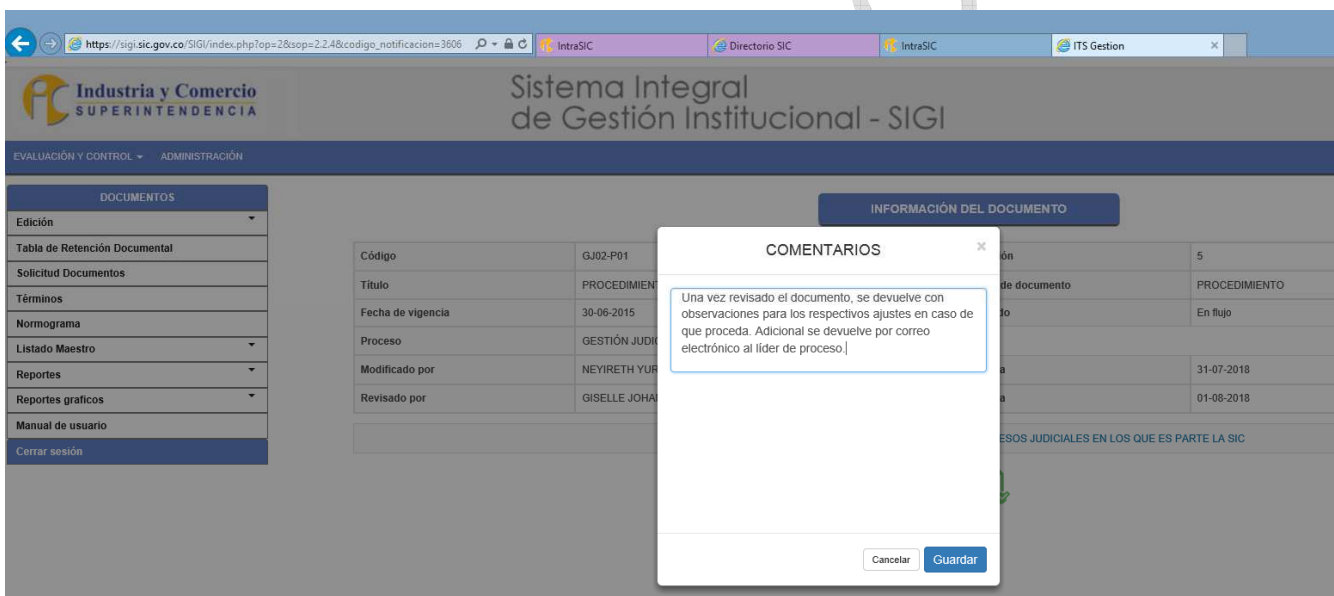 https://sigi.sic.gov.co/SIGI/index.php?op=2&sop=2.2.4&codigo_notificacion=3606
IntraSIC
Directorio SIC
IntraSIC
ITS Gestion
Industria y Comercio
SUPERINTENDENCIA
Sistema Integral
de Gestión Institucional - SIGI
EVALUACIÓN Y CONTROL
ADMINISTRACIÓN
DOCUMENTOS
Edición
Tabla de Retención Documental
Solicitud Documentos
Términos
Normograma
Listado Maestro
Reportes
Reportes graficos
Manual de usuario
Cerrar sesión
INFORMACIÓN DEL DOCUMENTO
Código GJ02-P01 ón 5
Título PROCEDIMIENT de documento PROCEDIMIENTO
Fecha de vigencia 30-06-2015 do En flujo
Proceso GESTIÓN JUDIC
Modificado por NEYIRETH YUR a 31-07-2018
Revisado por GISELLE JOHA a 01-08-2018
ESOS JUDICIALES EN LOS QUE ES PARTE LA SIC
COMENTARIOS ×
Una vez revisado el documento, se devuelve con
observaciones para los respectivos ajustes en caso de
que proceda. Adicional se devuelve por correo
electrónico al líder de proceso.
Cancelar
Guardar